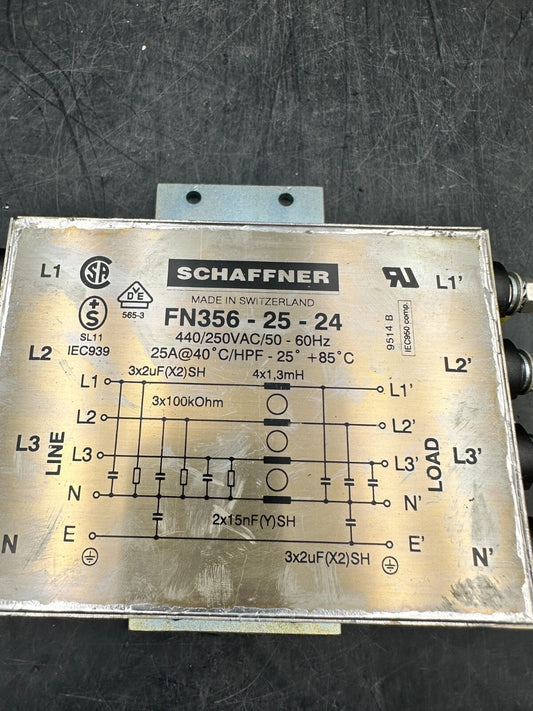 L1
SCHAFFNER
L1'
MADE IN SWITZERLAND
VDE
565-3
FN356 - 25 - 24
SL11
IEC939
440/250VAC/50 - 60Hz
25A@40°C/HPF - 25° +85°C
9514 B
IEC950 comp.
L2
3x2uF(X2)SH
4x1,3mH
L2'
L1
L1'
3x100kOhm
L2
L2'
L3
L3
L3'
L3'
LINE
LOAD
N
N'
2x15nF(Y)SH
N
E
E'
N'
3x2uF(X2)SH